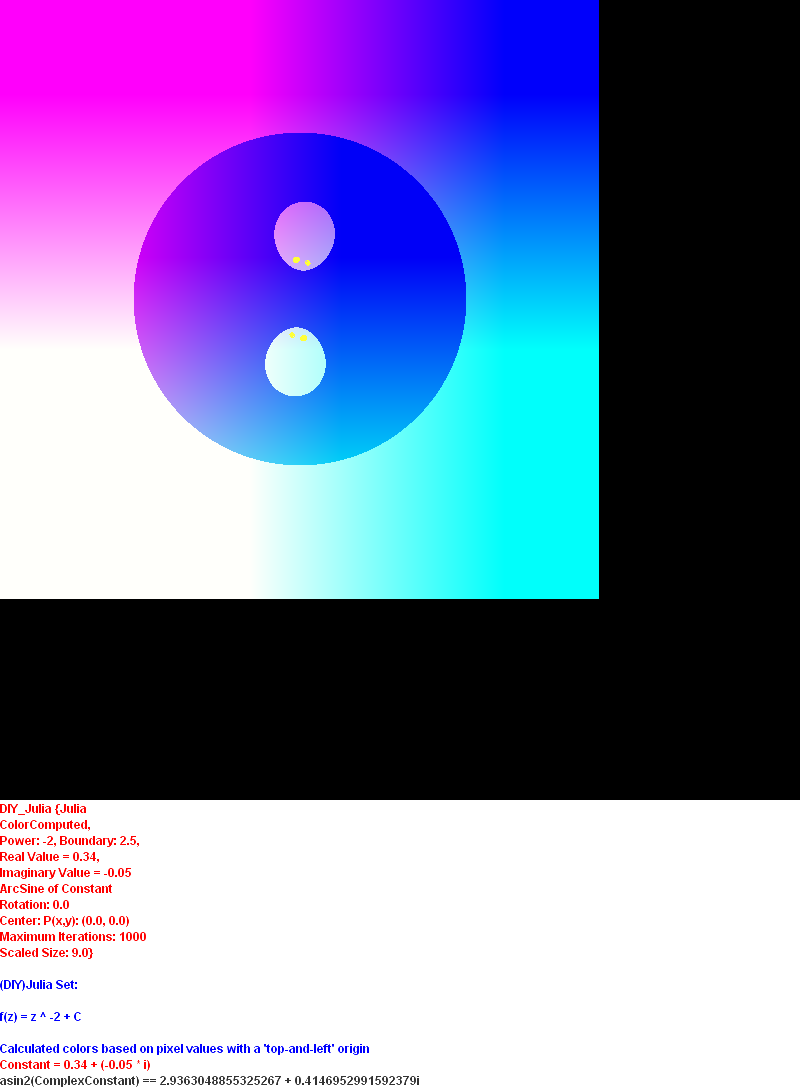 DIY_Julia {Julia
ColorComputed,
Power: -2, Boundary: 2.5,
Real Value = 0.34,
Imaginary Value = -0.05
ArcSine of Constant
Rotation: 0.0
Center: P(x,y): (0.0, 0.0)
Maximum Iterations: 1000
Scaled Size: 9.0}
(DIY)Julia Set:
f(z) = z ^ -2 + C
Calculated colors based on pixel values with a 'top-and-left' origin
Constant = 0.34 + (-0.05 * i)
asin2(ComplexConstant) == 2.9363048855325267 + 0.4146952991592379i